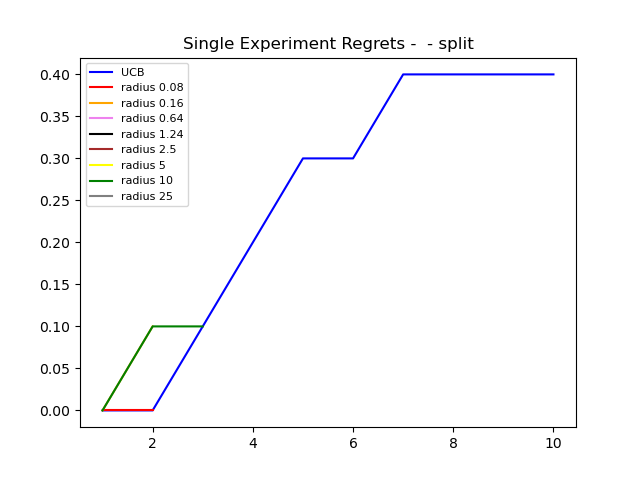 Single Experiment Regrets -  - split
UCB
radius 0.08
radius 0.16
radius 0.64
radius 1.24
radius 2.5
radius 5
radius 10
radius 25
0.40
0.35
0.30
0.25
0.20
0.15
0.10
0.05
0.00
2 4 6 8 10